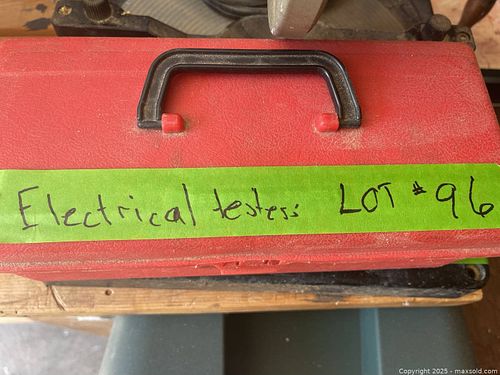 Electrical testers LOT # 96
Copyright 2025 - maxsold.com